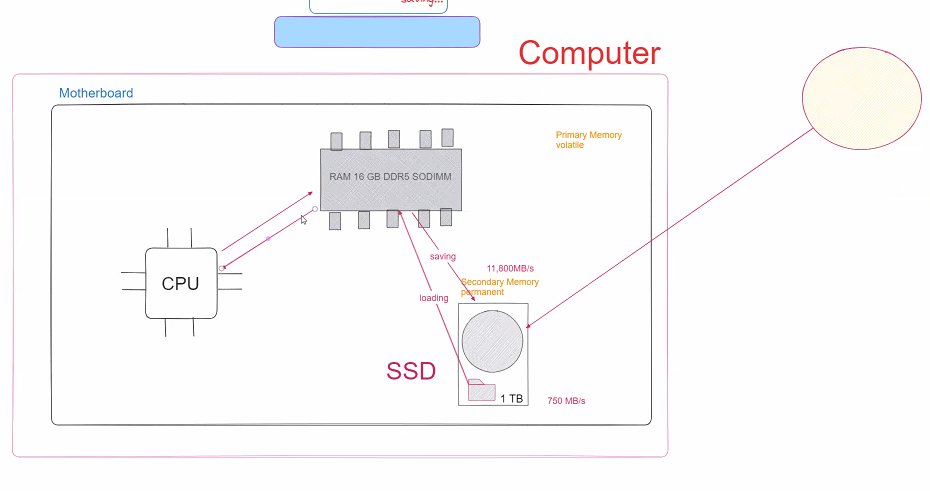 saving...
Computer
Motherboard
Primary Memory
volatile
RAM 16 GB DDR5 SODIMM
saving
11,800MB/s
Secondary Memory
permanent
loading
CPU
SSD
1 TB
750 MB/s